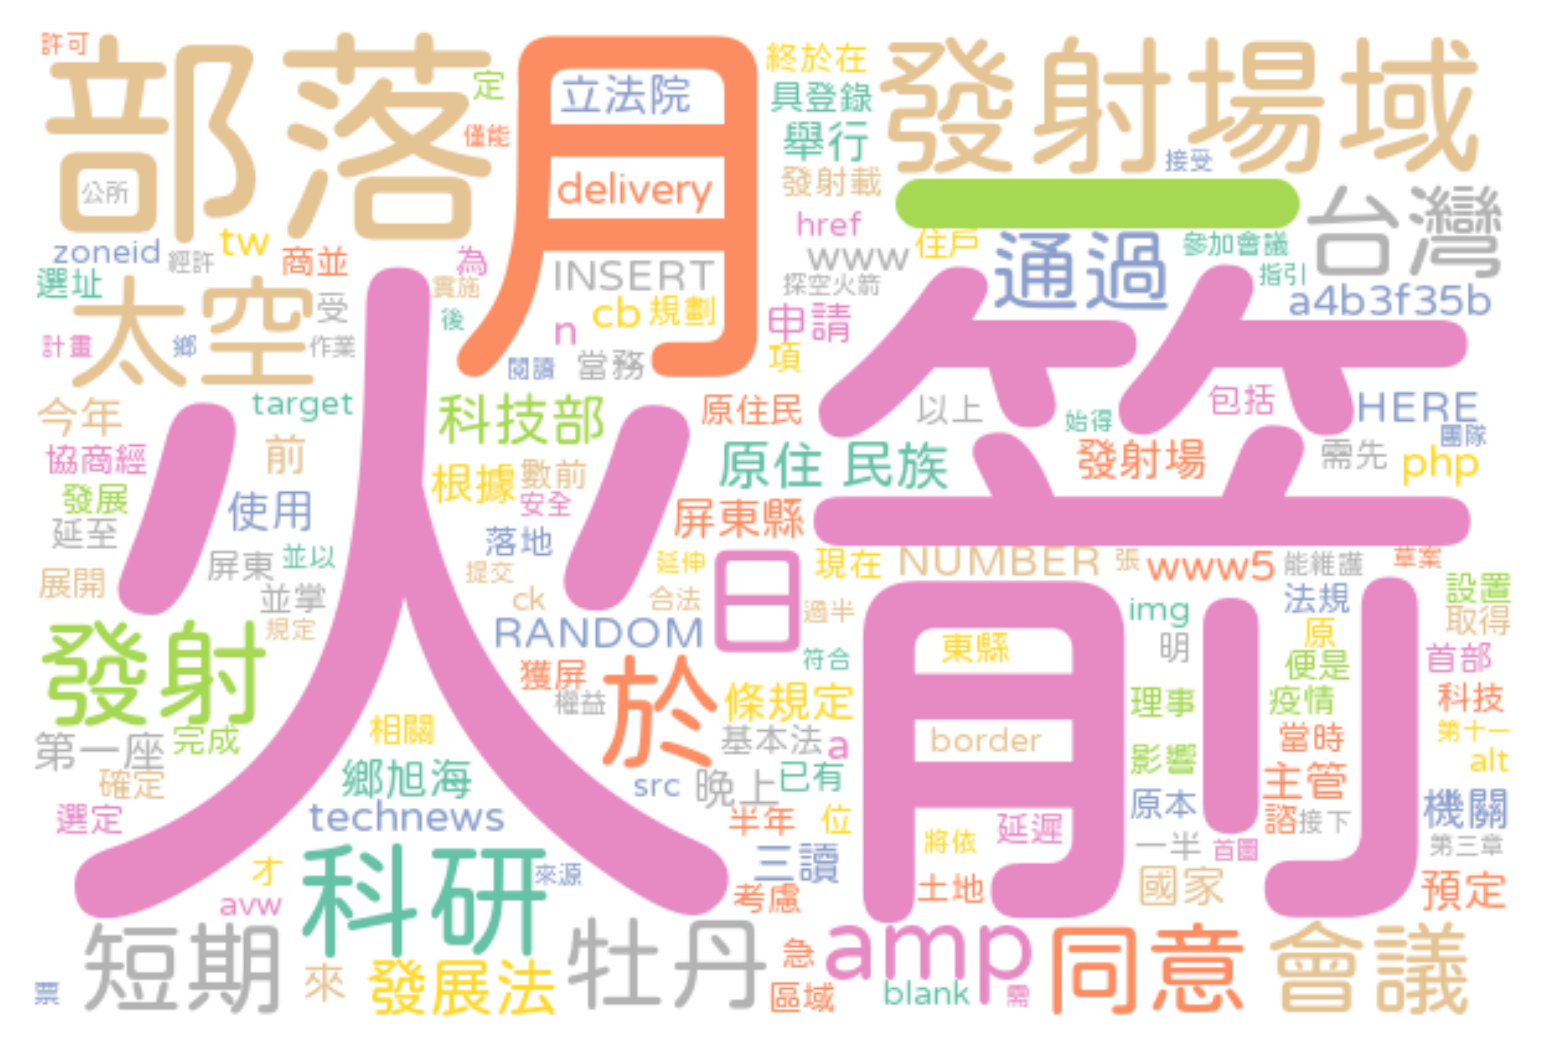 許可
部落
月
立法院
終於在
發射場域
定
具登錄
僅能
舉行
接受
公所
delivery
發射載
一
台灣
href
zoneid
經許
tw
商並
為
INSERT
www
住戶
通過
參加會議
選址
太空
受
實施
探空火箭
指引
a4b3f35b
n
cb
規劃
申請
後
計畫
鄉
作業
閱讀
當務
項
火箭
今年
target
科技部
原住民
以上
包括
HERE
始得
團隊
協商經
前
根據
數前
原住 民族
發射場
需先
php
發展
使用
安全
屏東縣
延至
落地
屏東
並以
提交
延伸
日
現在
NUMBER
張
www5
能維護
草案
展開
並掌
ck
合法
過半
img
法規
設置
規定
RANDOM
取得
發射
獲屏
於
符合
東縣
明
原
便是
首部
權益
條規定
理事
疫情
科技
第一座
完成
相關
基本法
a
border
影響
當時
第十一
確定
鄉旭海
src
晚上
已有
主管
alt
選定
technews
半年
位
延遲
原本
諮
接下
機關
將依
一半
首圖
第三章
才
科研
來源
三讀
考慮
土地
國家
預定
avw
短期
來
發展法
牡丹
急
amp
同意
會議
票
區域
blank
需